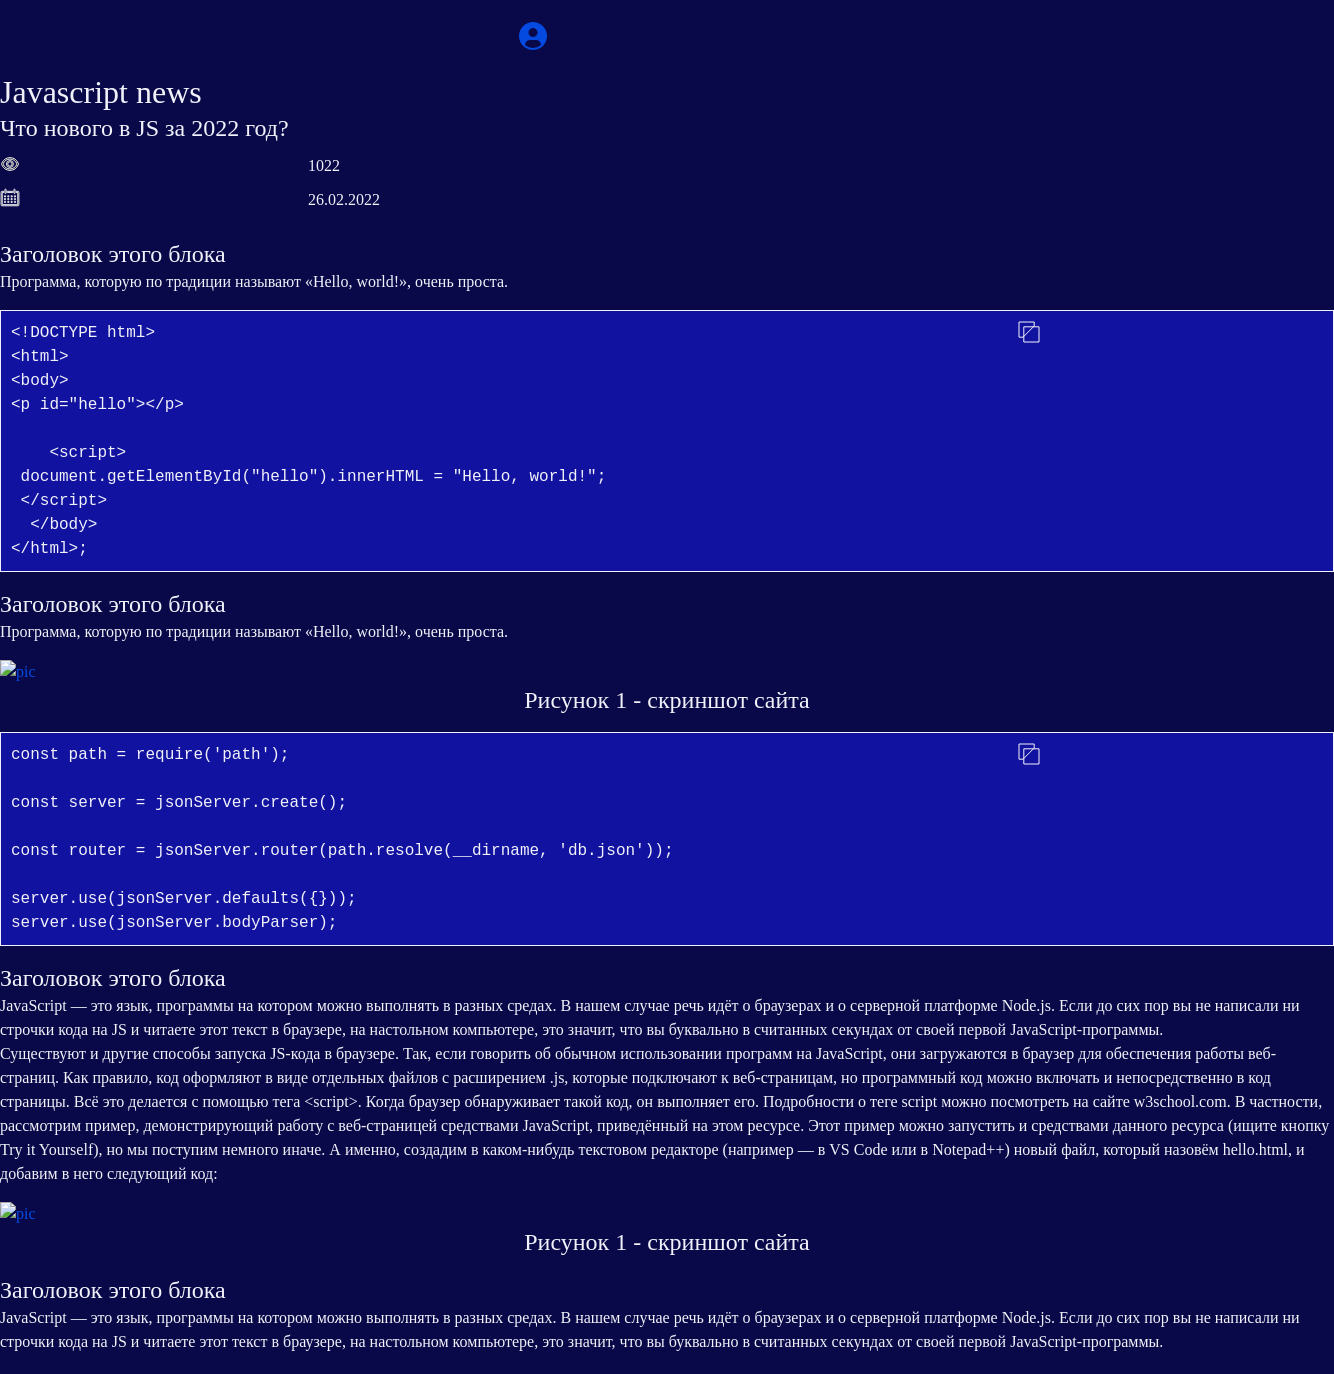 Javascript news
Что нового в JS за 2022 год?
1022
26.02.2022
Заголовок этого блока
Программа, которую по традиции называют «Hello, world!», очень проста.
<!DOCTYPE html>
<html>
<body>
<p id="hello"></p>
<script>
document.getElementById("hello").innerHTML = "Hello, world!";
</script>
</body>
</html>;
Заголовок этого блока
Программа, которую по традиции называют «Hello, world!», очень проста.
pic
Рисунок 1 - скриншот сайта
const path = require('path');
const server = jsonServer.create();
const router = jsonServer.router(path.resolve(__dirname, 'db.json'));
server.use(jsonServer.defaults({}));
server.use(jsonServer.bodyParser);
Заголовок этого блока
JavaScript — это язык, программы на котором можно выполнять в разных средах. В нашем случае речь идёт о браузерах и о серверной платформе Node.js. Если до сих пор вы не написали ни
строчки кода на JS и читаете этот текст в браузере, на настольном компьютере, это значит, что вы буквально в считанных секундах от своей первой JavaScript-программы.
Существуют и другие способы запуска JS-кода в браузере. Так, если говорить об обычном использовании программ на JavaScript, они загружаются в браузер для обеспечения работы веб-
страниц. Как правило, код оформляют в виде отдельных файлов с расширением .js, которые подключают к веб-страницам, но программный код можно включать и непосредственно в код
страницы. Всё это делается с помощью тега <script>. Когда браузер обнаруживает такой код, он выполняет его. Подробности о теге script можно посмотреть на сайте w3school.com. В частности,
рассмотрим пример, демонстрирующий работу с веб-страницей средствами JavaScript, приведённый на этом ресурсе. Этот пример можно запустить и средствами данного ресурса (ищите кнопку
Try it Yourself), но мы поступим немного иначе. А именно, создадим в каком-нибудь текстовом редакторе (например — в VS Code или в Notepad++) новый файл, который назовём hello.html, и
добавим в него следующий код:
pic
Рисунок 1 - скриншот сайта
Заголовок этого блока
JavaScript — это язык, программы на котором можно выполнять в разных средах. В нашем случае речь идёт о браузерах и о серверной платформе Node.js. Если до сих пор вы не написали ни
строчки кода на JS и читаете этот текст в браузере, на настольном компьютере, это значит, что вы буквально в считанных секундах от своей первой JavaScript-программы.